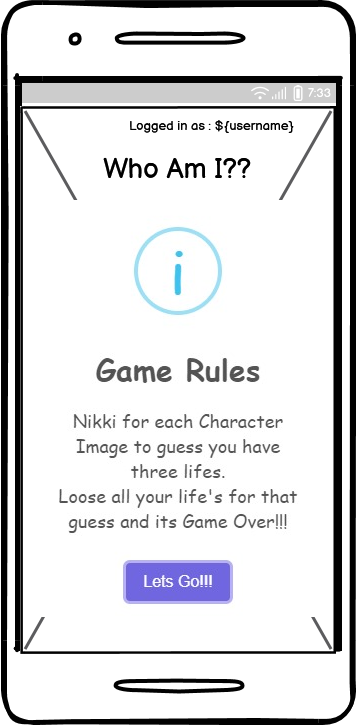 7:33
Logged in as : ${username}
Who Am I??
i
Game Rules
Nikki for each Character
Image to guess you have
three lifes.
Loose all your life's for that
guess and its Game Over!!!
Lets Go!!!